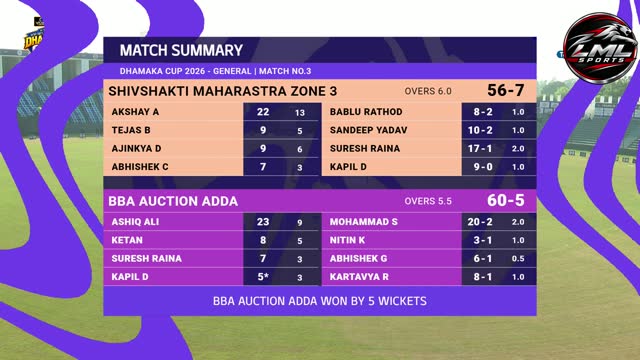 LML
SPORTS
MATCH SUMMARY
DHAMAKA CUP 2026 - GENERAL | MATCH NO.3
SHIVSHAKTI MAHARASTRA ZONE 3 OVERS 6.0 56-7
AKSHAY A 22 13 BABLU RATHOD 8-2 1.0
TEJAS B 9 5 SANDEEP YADAV 10-2 1.0
AJINKYA D 9 6 SURESH RAINA 17-1 2.0
ABHISHEK C 7 3 KAPIL D 9-0 1.0
BBA AUCTION ADDA OVERS 5.5 60-5
ASHIQ ALI 23 9 MOHAMMAD S 20-2 2.0
KETAN 8 5 NITIN K 3-1 1.0
SURESH RAINA 7 3 ABHISHEK G 6-1 0.5
KAPIL D 5* 3 KARTAVYA R 8-1 1.0
BBA AUCTION ADDA WON BY 5 WICKETS